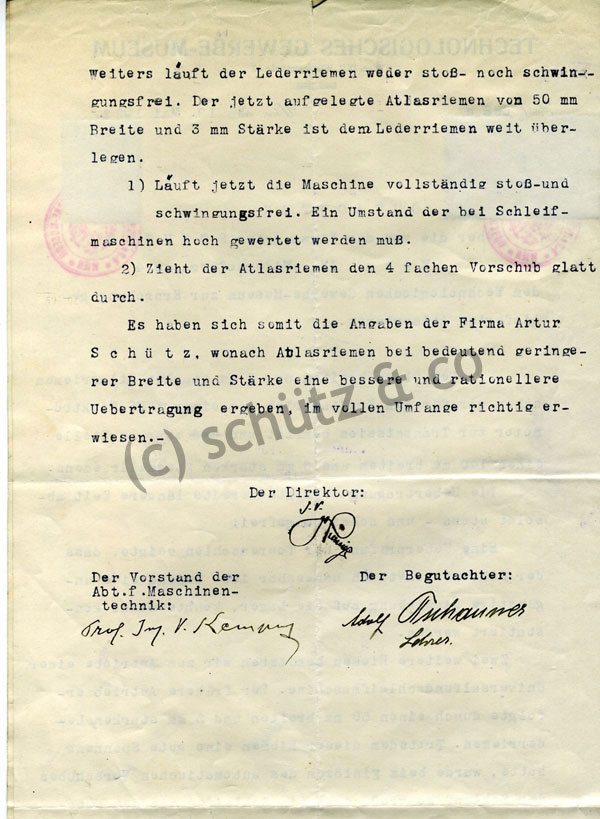 weiters läuft der Lederriemen weder stoß- noch schwin-
gungsfrei. Der jetzt aufgelegte Atlasriemen von 50 mm
Breite und 3 mm Stärke ist dem Lederriemen weit über-
legen.
1) Läuft jetzt die Maschine vollständig stoß-und
schwingungsfrei. Ein Umstand der bei Schleif-
maschinen hoch gewertet werden muß.
2) Zieht der Atlasriemen den 4 fachen Vorschub glatt
durch.
Es haben sich somit die Angaben der Firma Artur
S c h ü t z, wonach Atlasriemen bei bedeutend geringe-
rer Breite und Stärke eine bessere und rationellere
Uebertragung ergeben, im vollen Umfange richtig er-
wiesen.-
(c) schütz & co
Der Direktor:
I.V.
Der Vorstand der
Abt.f.Maschinen-
technik:
Prof. Ing. V.
Der Begutachter:
Adolf
Lehrer.